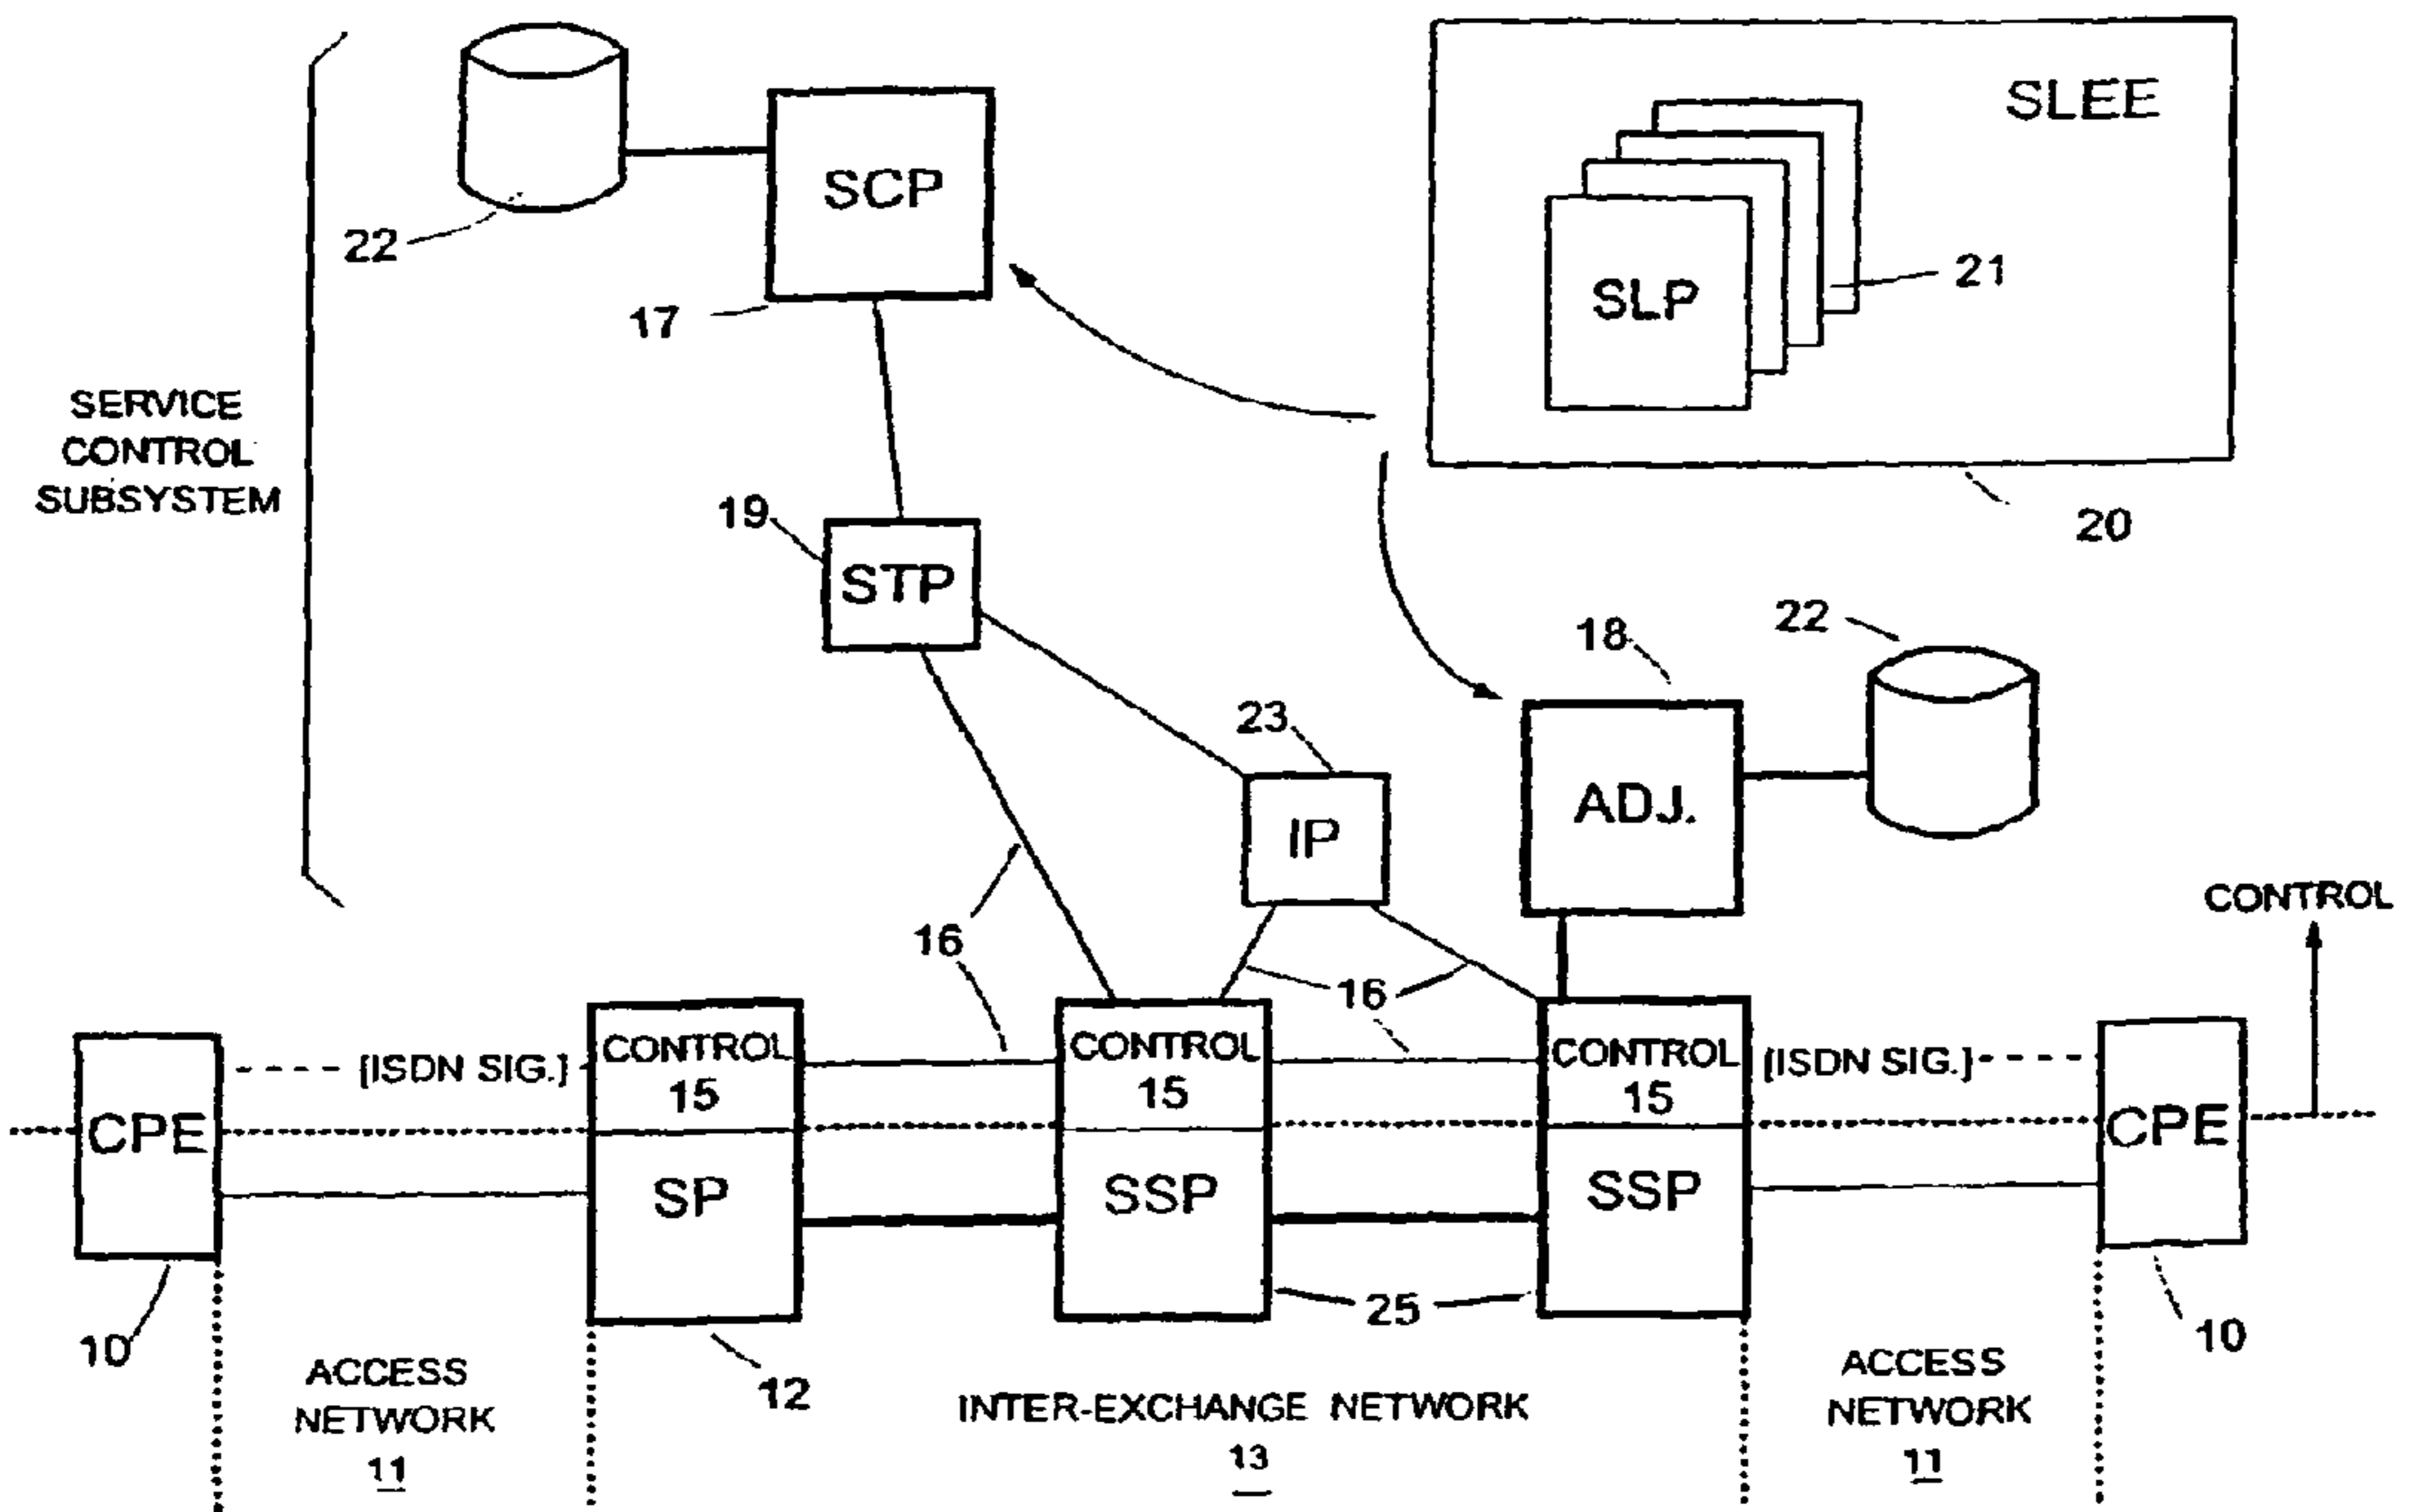 SLEE
SCP
22
SLP
21
17
SERVICE
CONTROL
SUBSYSTEM
19
20
STP
22
18
23
ADJ.
IP
CONTROL
16
16
CONTROL
15
CONTROL
15
CONTROL
15
[ISDN SIG.]
[ISDN SIG.]
CPE
CPE
SP
SSP
SSP
25
10
10
12
ACCESS
NETWORK
11
INTER-EXCHANGE NETWORK
13
ACCESS
NETWORK
11